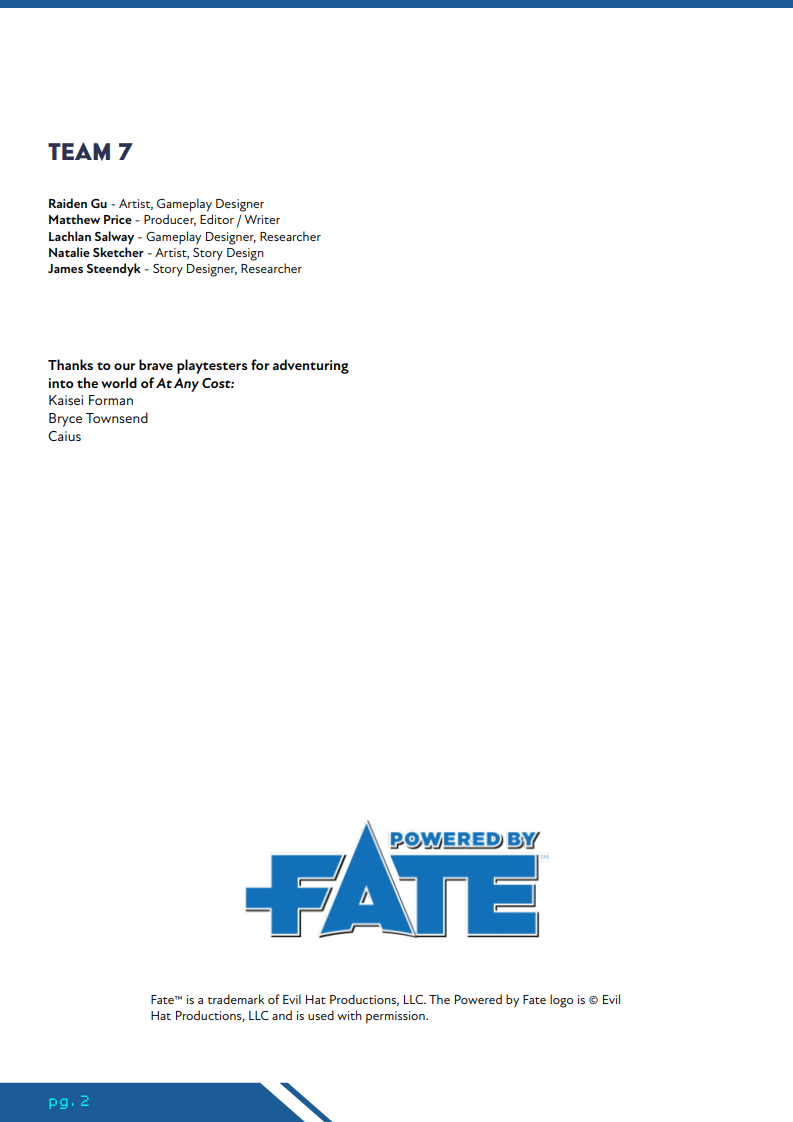 TEAM 7
Raiden Gu - Artist, Gameplay Designer
Matthew Price - Producer, Editor / Writer
Lachlan Salway - Gameplay Designer, Researcher
Natalie Sketcher - Artist, Story Design
James Steendyk - Story Designer, Researcher
Thanks to our brave playtesters for adventuring
into the world of At Any Cost:
Kaisei Forman
Bryce Townsend
Caius
POWERED BY
FATE™
Fate™ is a trademark of Evil Hat Productions, LLC. The Powered by Fate logo is © Evil
Hat Productions, LLC and is used with permission.
pg. 2